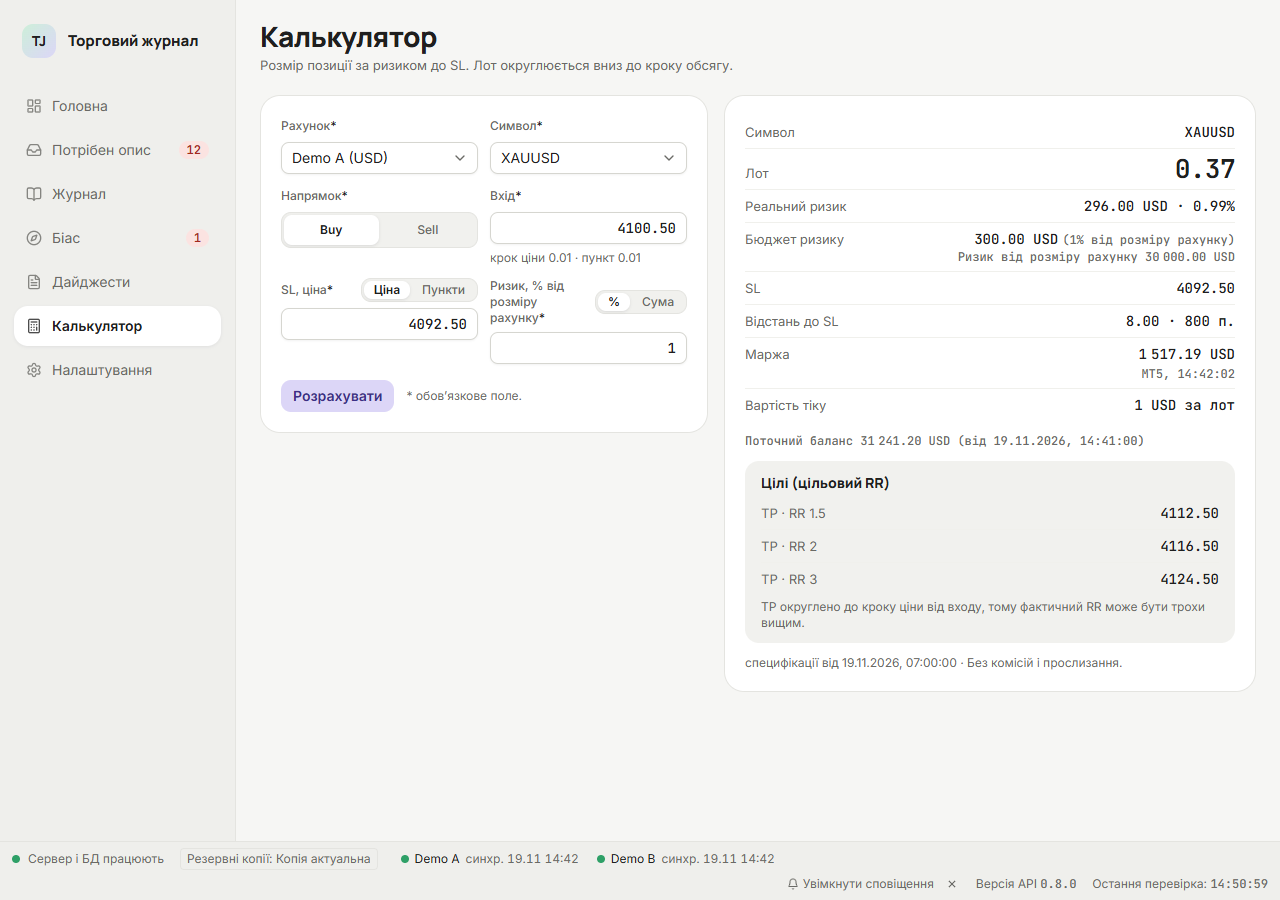 TJ Торговий журнал
Головна
Потрібен опис 12
Журнал
Біас 1
Дайджести
Калькулятор
Налаштування
Калькулятор
Розмір позиції за ризиком до SL. Лот округлюється вниз до кроку обсягу.
Рахунок* Символ*
Demo A (USD) XAUUSD
Напрямок* Вхід*
Buy Sell 4100.50
крок ціни 0.01 · пункт 0.01
SL, ціна* Ціна Пункти
4092.50
Ризик, % від
розміру
рахунку*
% Сума
1
Розрахувати * обов’язкове поле.
Символ XAUUSD
Лот 0.37
Реальний ризик 296.00 USD · 0.99%
Бюджет ризику 300.00 USD (1% від розміру рахунку)
Ризик від розміру рахунку 30 000.00 USD
SL 4092.50
Відстань до SL 8.00 · 800 п.
Маржа 1 517.19 USD
MT5, 14:42:02
Вартість тіку 1 USD за лот
Поточний баланс 31 241.20 USD (від 19.11.2026, 14:41:00)
Цілі (цільовий RR)
TP · RR 1.5 4112.50
TP · RR 2 4116.50
TP · RR 3 4124.50
TP округлено до кроку ціни від входу, тому фактичний RR може бути трохи
вищим.
специфікації від 19.11.2026, 07:00:00 · Без комісій і прослизання.
Сервер і БД працюють Резервні копії: Копія актуальна Demo A синхр. 19.11 14:42 Demo B синхр. 19.11 14:42
Увімкнути сповіщення × Версія API 0.8.0 Остання перевірка: 14:50:59